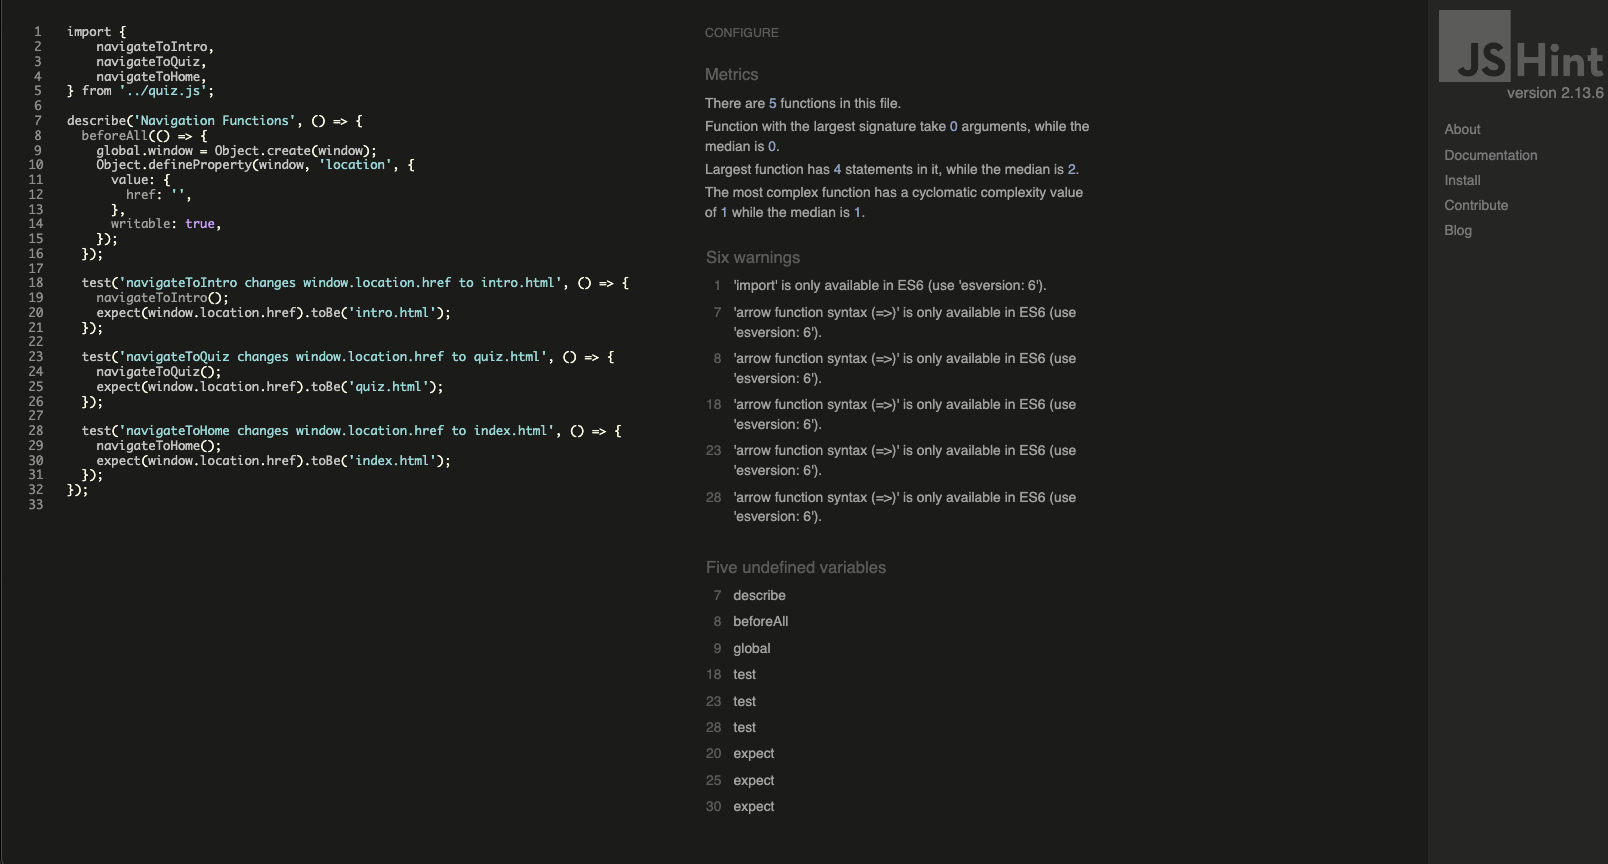 1 import {
2 navigateToIntro,
3 navigateToQuiz,
4 navigateToHome,
5 } from '../quiz.js';
6
7 describe('Navigation Functions', () => {
8 beforeAll(() => {
9 global.window = Object.create(window);
10 Object.defineProperty(window, 'location', {
11 value: {
12 href: '',
13 },
14 writable: true,
15 });
16 });
17
18 test('navigateToIntro changes window.location.href to intro.html', () => {
19 navigateToIntro();
20 expect(window.location.href).toBe('intro.html');
21 });
22
23 test('navigateToQuiz changes window.location.href to quiz.html', () => {
24 navigateToQuiz();
25 expect(window.location.href).toBe('quiz.html');
26 });
27
28 test('navigateToHome changes window.location.href to index.html', () => {
29 navigateToHome();
30 expect(window.location.href).toBe('index.html');
31 });
32 });
33
CONFIGURE
Metrics
There are 5 functions in this file.
Function with the largest signature take 0 arguments, while the
median is 0.
Largest function has 4 statements in it, while the median is 2.
The most complex function has a cyclomatic complexity value
of 1 while the median is 1.
Six warnings
1 'import' is only available in ES6 (use 'esversion: 6').
7 'arrow function syntax (=>)' is only available in ES6 (use
'esversion: 6').
8 'arrow function syntax (=>)' is only available in ES6 (use
'esversion: 6').
18 'arrow function syntax (=>)' is only available in ES6 (use
'esversion: 6').
23 'arrow function syntax (=>)' is only available in ES6 (use
'esversion: 6').
28 'arrow function syntax (=>)' is only available in ES6 (use
'esversion: 6').
Five undefined variables
7 describe
8 beforeAll
9 global
18 test
23 test
28 test
20 expect
25 expect
30 expect
JSHint
version 2.13.6
About
Documentation
Install
Contribute
Blog